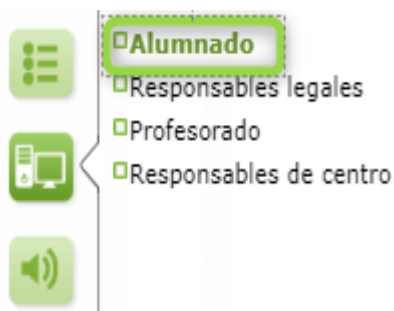 Alumnado
Responsables legales
Profesorado
Responsables de centro